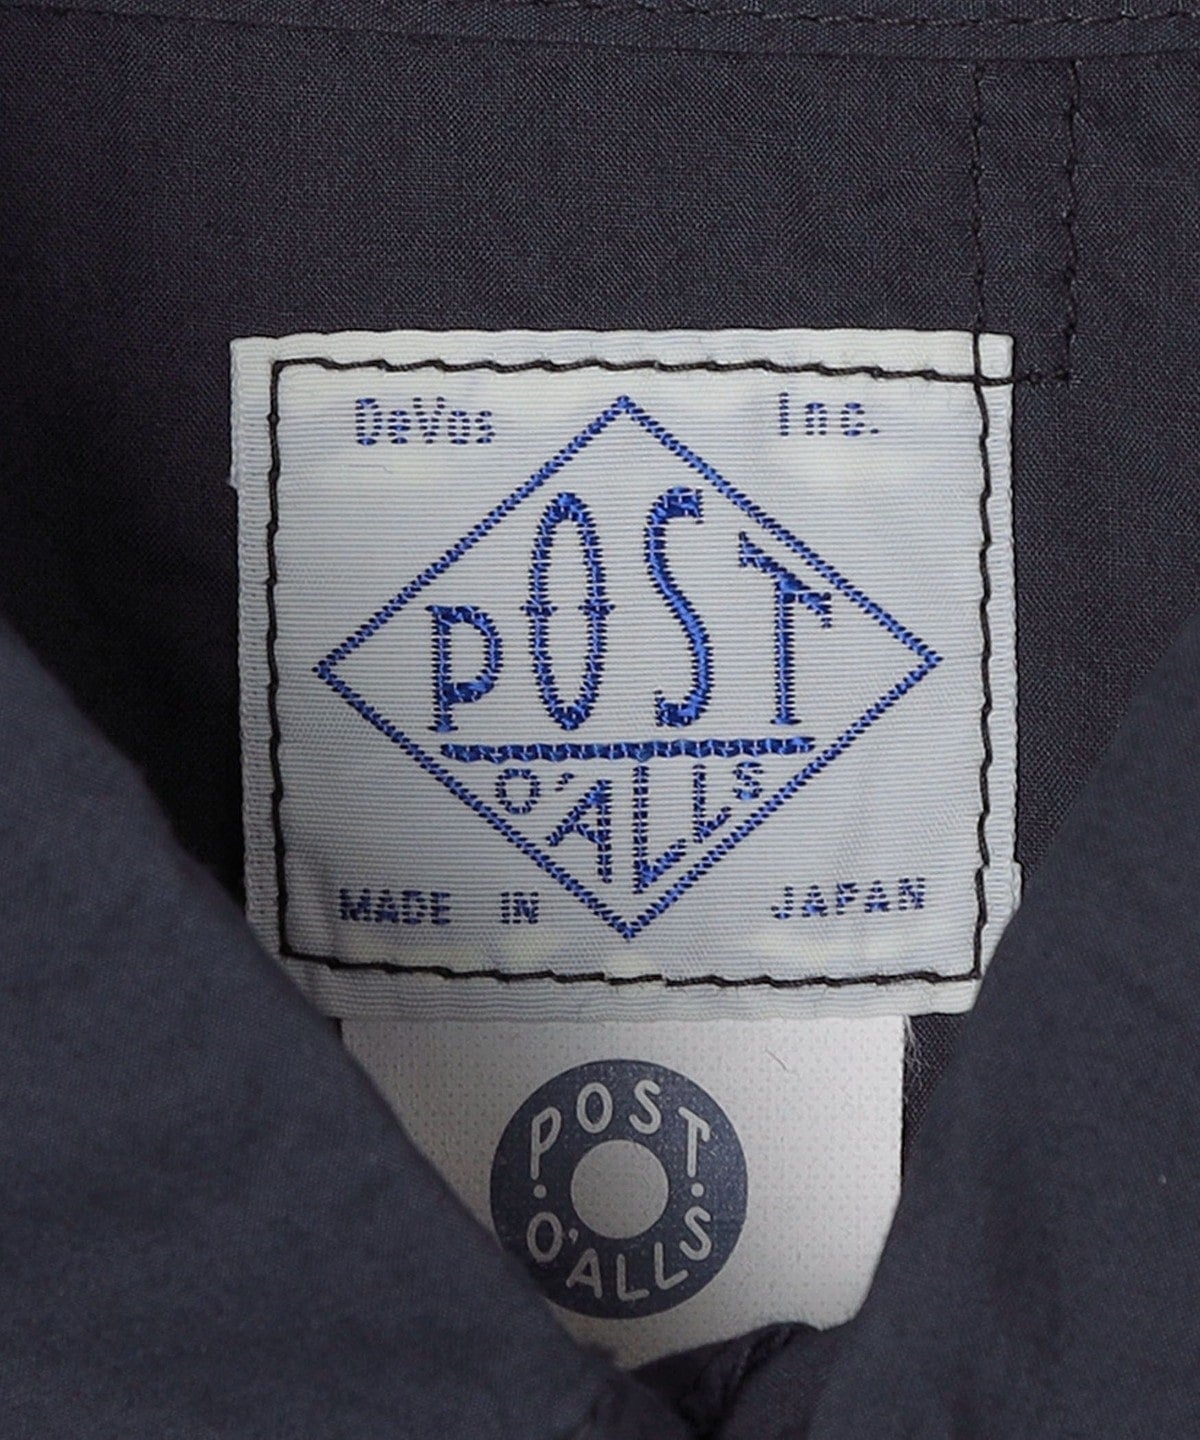 DeVos Inc.
POST
O'ALLS
MADE IN JAPAN
POST
O'ALLS